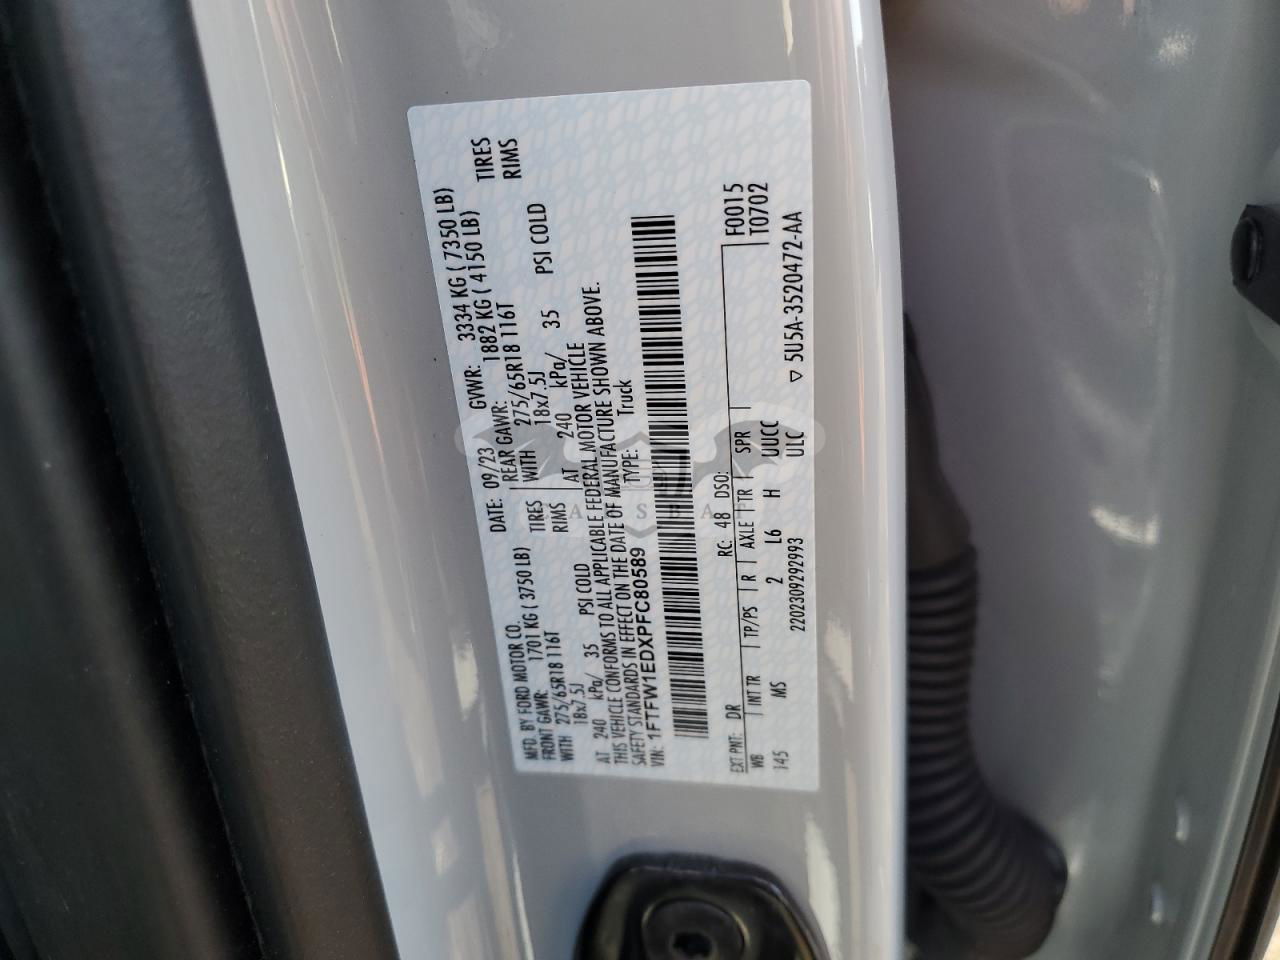 MFD. BY FORD MOTOR CO.
DATE: 09/23 GVWR: 3334 KG ( 7350 LB)
FRONT GAWR: 1701 KG ( 3750 LB)
REAR GAWR: 1882 KG ( 4150 LB)
WITH 275/65R18 116T TIRES
WITH 275/65R18 116T TIRES
18x7.5J RIMS
18x7.5J RIMS
AT 240 kPa/ 35 PSI COLD
AT 240 kPa/ 35 PSI COLD
THIS VEHICLE CONFORMS TO ALL APPLICABLE FEDERAL MOTOR VEHICLE
SAFETY STANDARDS IN EFFECT ON THE DATE OF MANUFACTURE SHOWN ABOVE.
VIN: 1FTFW1EDXPFC80589 TYPE: Truck
EXT PNT: DR RC: 48 DSO: F0015
WB INT TR TP/PS R AXLE TR SPR T0702
145 MS 2 L6 H UUCC
220230929293 ULC ▽ 5U5A-3520472-AA